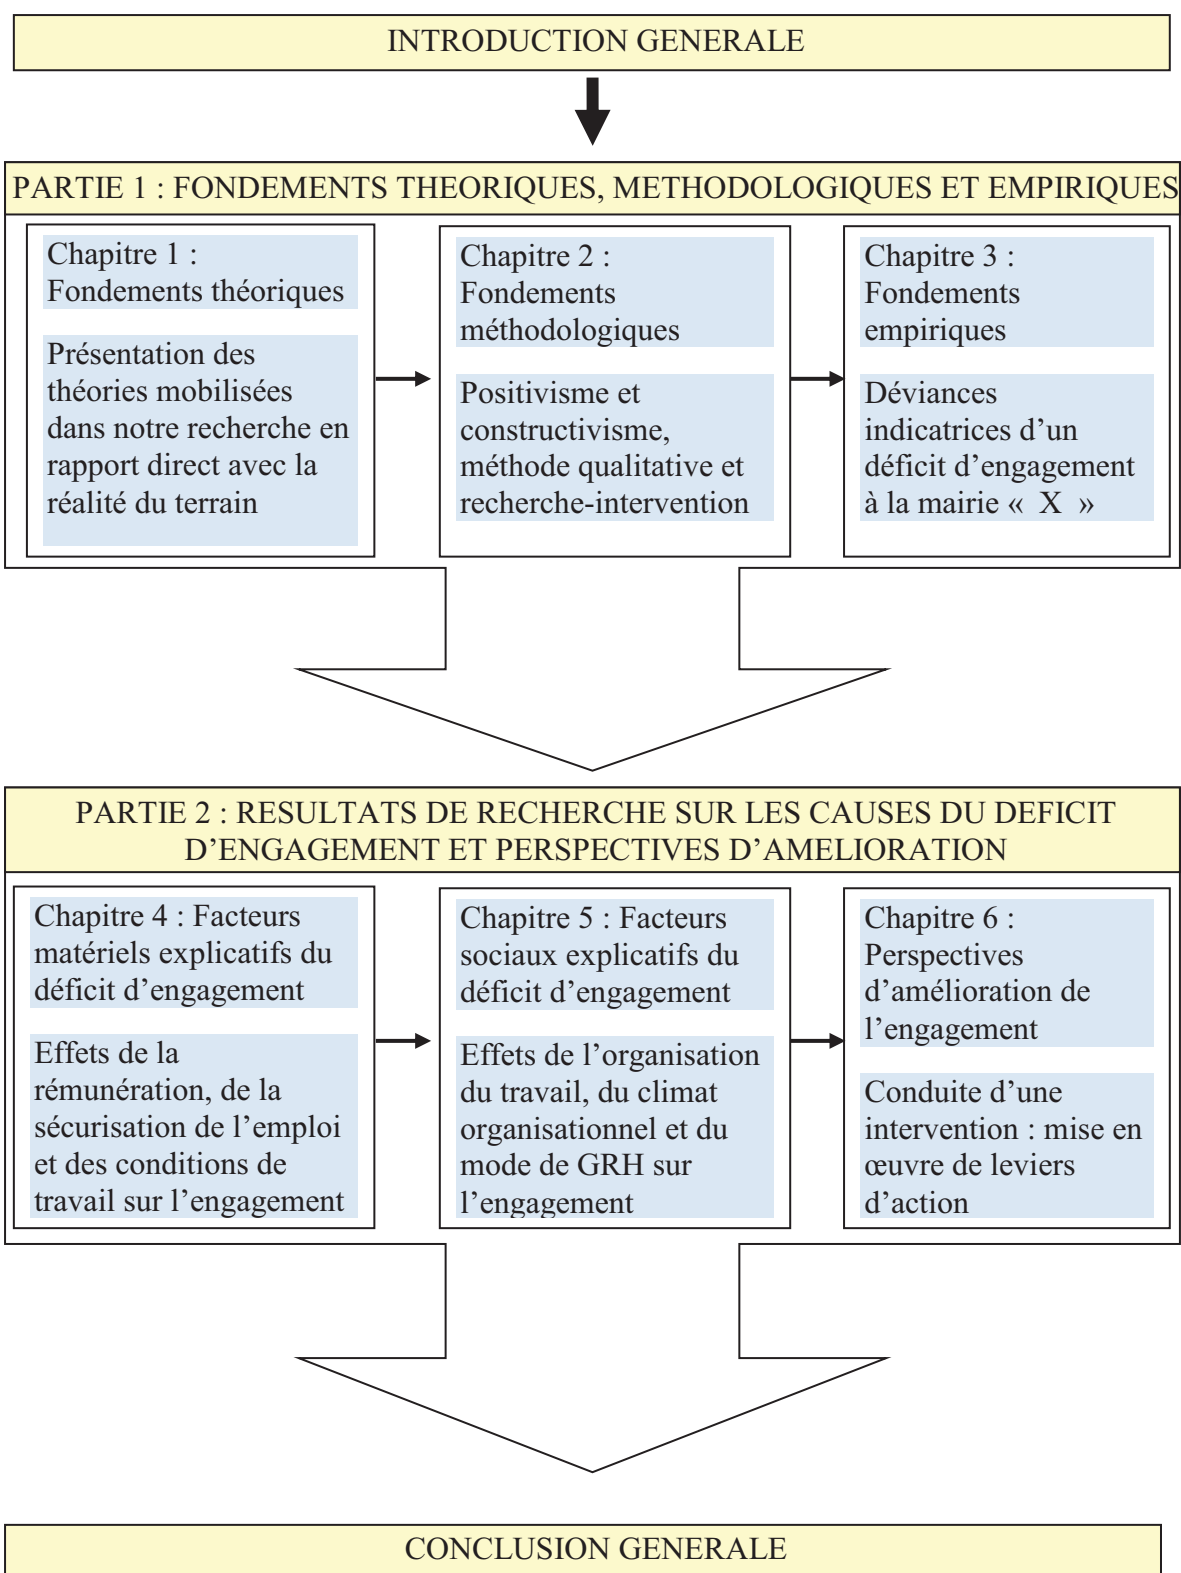 INTRODUCTION GENERALE
PARTIE 1 : FONDEMENTS THEORIQUES, METHODOLOGIQUES ET EMPIRIQUES
Chapitre 1 :
Fondements théoriques
Présentation des
théories mobilisées
dans notre recherche en
rapport direct avec la
réalité du terrain
Chapitre 2 :
Fondements
méthodologiques
Positivisme et
constructivisme,
méthode qualitative et
recherche-intervention
Chapitre 3 :
Fondements
empiriques
Déviances
indicatrices d’un
déficit d’engagement
à la mairie « X »
PARTIE 2 : RESULTATS DE RECHERCHE SUR LES CAUSES DU DEFICIT
D’ENGAGEMENT ET PERSPECTIVES D’AMELIORATION
Chapitre 4 : Facteurs
matériels explicatifs du
déficit d’engagement
Effets de la
rémunération, de la
sécurisation de l’emploi
et des conditions de
travail sur l’engagement
Chapitre 5 : Facteurs
sociaux explicatifs du
déficit d’engagement
Effets de l’organisation
du travail, du climat
organisationnel et du
mode de GRH sur
l’engagement
Chapitre 6 :
Perspectives
d’amélioration de
l’engagement
Conduite d’une
intervention : mise en
œuvre de leviers
d’action
CONCLUSION GENERALE